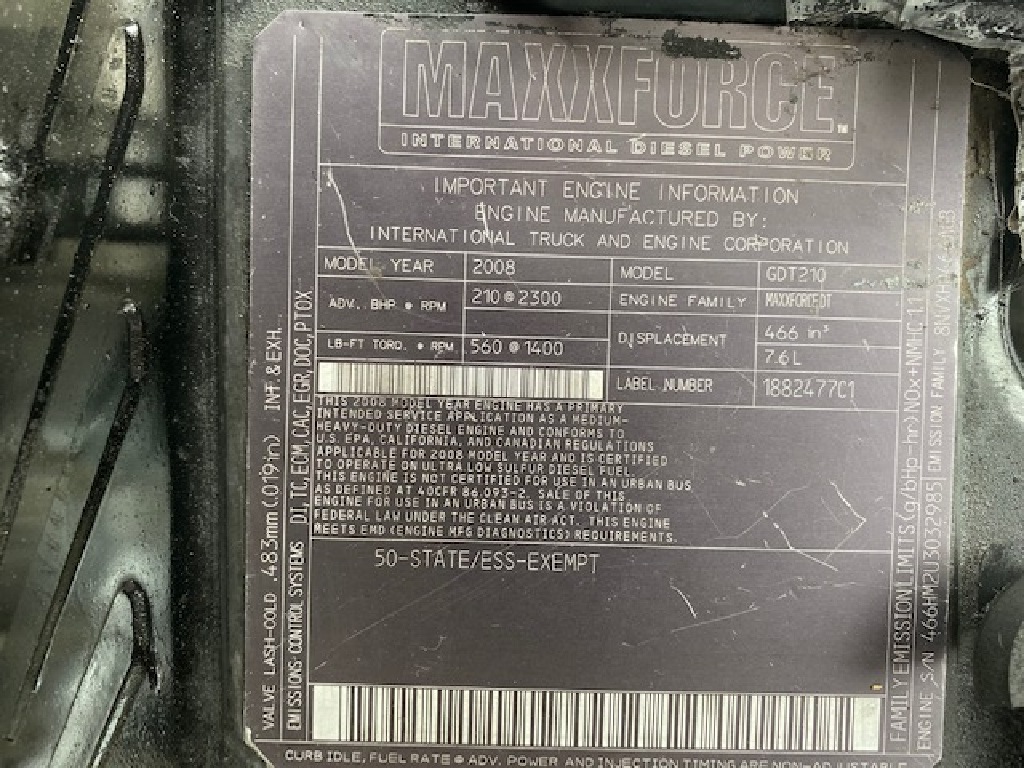 MAXXFORCE™
INTERNATIONAL DIESEL POWER
IMPORTANT ENGINE INFORMATION
ENGINE MANUFACTURED BY:
INTERNATIONAL TRUCK AND ENGINE CORPORATION
MODEL YEAR 2008 MODEL GDT210
ADV. BHP @ RPM 210 @ 2300 ENGINE FAMILY MAXXFORCE DT
DISPLACEMENT 466 in³
LB-FT TORQ. @ RPM 560 @ 1400 7.6L
LABEL NUMBER 1882477C1
THIS 2008 MODEL YEAR ENGINE HAS A PRIMARY
INTENDED SERVICE APPLICATION AS A MEDIUM-
HEAVY-DUTY DIESEL ENGINE AND CONFORMS TO
U.S. EPA, CALIFORNIA, AND CANADIAN REGULATIONS
APPLICABLE FOR 2008 MODEL YEAR AND IS CERTIFIED
TO OPERATE ON ULTRA LOW SULFUR DIESEL FUEL.
THIS ENGINE IS NOT CERTIFIED FOR USE IN AN URBAN BUS
AS DEFINED AT 40CFR 86.093-2. SALE OF THIS
ENGINE FOR USE IN AN URBAN BUS IS A VIOLATION OF
FEDERAL LAW UNDER THE CLEAN AIR ACT. THIS ENGINE
MEETS EMD (ENGINE MFG DIAGNOSTICS) REQUIREMENTS.
50-STATE/ESS-EXEMPT
VALVE LASH-COLD .483mm (.019in) INT. & EXH.
EMISSIONS CONTROL SYSTEMS DI, TC, ECM, CAC, EGR, DOC, PTOX
FAMILY EMISSION LIMITS (g/bHp-hr) NOx+NMHC 1.1
ENGINE S/N 466HM2U3032985 EMISSION FAMILY
CURB IDLE, FUEL RATE @ ADV. POWER AND INJECTION TIMING ARE NON-ADJUSTABLE